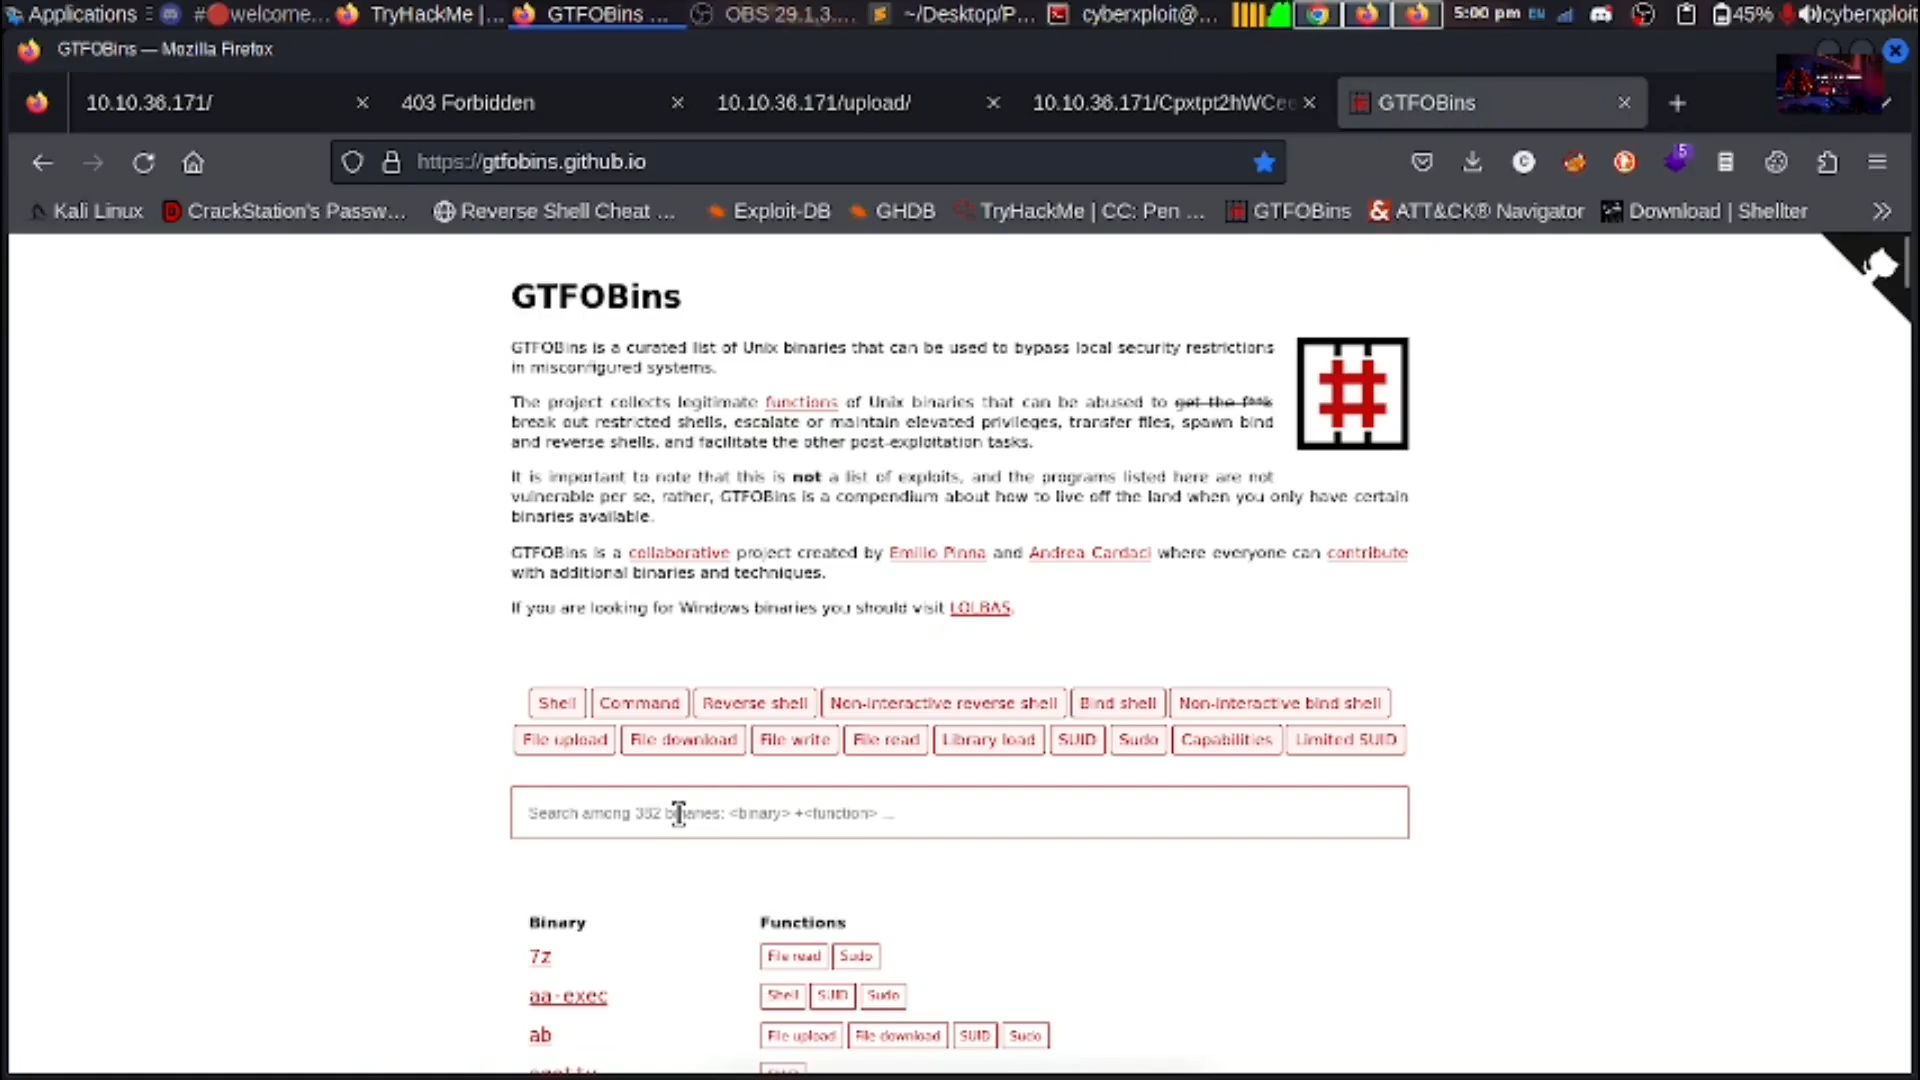 Applications
#🔴welcome...
TryHackMe |...
GTFOBins ...
OBS 29.1.3....
~/Desktop/P...
cyberxploit@...
5:00 pm EN
45%
cyberxploit
GTFOBins — Mozilla Firefox
10.10.36.171/
403 Forbidden
10.10.36.171/upload/
10.10.36.171/Cpxtpt2hWCee
GTFOBins
https://gtfobins.github.io
5
Kali Linux
CrackStation's Passw...
Reverse Shell Cheat ...
Exploit-DB
GHDB
TryHackMe | CC: Pen ...
GTFOBins
ATT&CK® Navigator
Download | Shellter
GTFOBins
GTFOBins is a curated list of Unix binaries that can be used to bypass local security restrictions
in misconfigured systems.
The project collects legitimate functions of Unix binaries that can be abused to get the f**k
break out restricted shells, escalate or maintain elevated privileges, transfer files, spawn bind
and reverse shells, and facilitate the other post-exploitation tasks.
It is important to note that this is not a list of exploits, and the programs listed here are not
vulnerable per se, rather, GTFOBins is a compendium about how to live off the land when you only have certain
binaries available.
GTFOBins is a collaborative project created by Emilio Pinna and Andrea Cardaci where everyone can contribute
with additional binaries and techniques.
If you are looking for Windows binaries you should visit LOLBAS.
Shell Command Reverse shell Non-interactive reverse shell Bind shell Non-interactive bind shell
File upload File download File write File read Library load SUID Sudo Capabilities Limited SUID
Search among 382 binaries: <binary> +<function> ...
Binary Functions
7z File read Sudo
aa-exec Shell SUID Sudo
ab File upload File download SUID Sudo